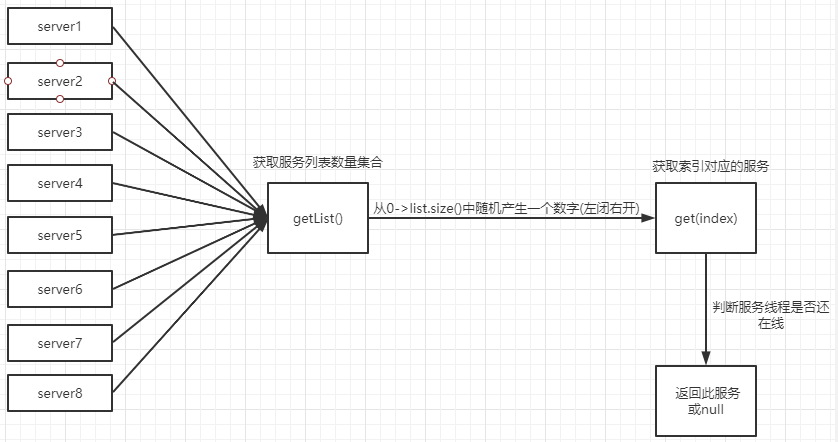 server1
server2
server3
server4
server5
server6
server7
server8
获取服务列表数量集合
getList()
从0->list.size()中随机产生一个数字(左闭右开)
获取索引对应的服务
get(index)
判断服务线程是否还
在线
返回此服务
或null